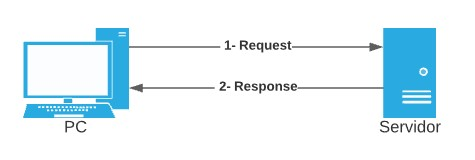 1- Request
2- Response
PC
Servidor